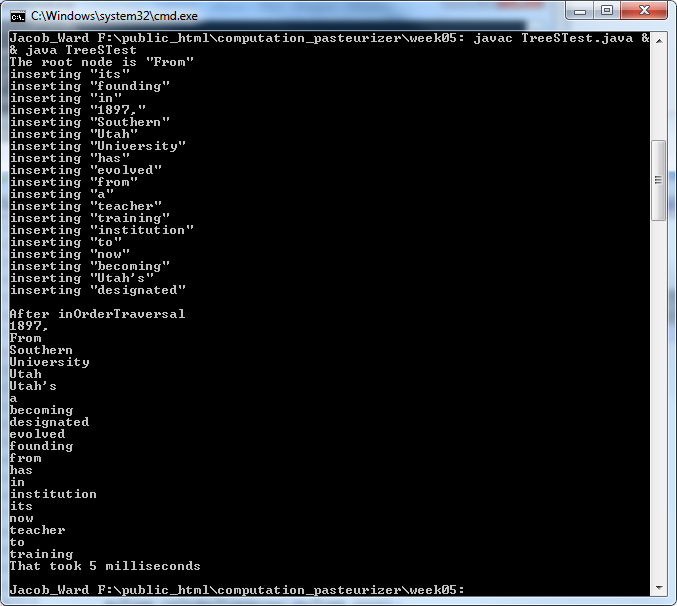 C:\Windows\system32\cmd.exe
Jacob_Ward F:\public_html\computation_pasteurizer\week05: javac TreeSTest.java &
& java TreeSTest
The root node is "From"
inserting "its"
inserting "founding"
inserting "in"
inserting "1897,"
inserting "Southern"
inserting "Utah"
inserting "University"
inserting "has"
inserting "evolved"
inserting "from"
inserting "a"
inserting "teacher"
inserting "training"
inserting "institution"
inserting "to"
inserting "now"
inserting "becoming"
inserting "Utah's"
inserting "designated"
After inOrderTraversal
1897,
From
Southern
University
Utah
Utah's
a
becoming
designated
evolved
founding
from
has
in
institution
its
now
teacher
to
training
That took 5 milliseconds
Jacob_Ward F:\public_html\computation_pasteurizer\week05: